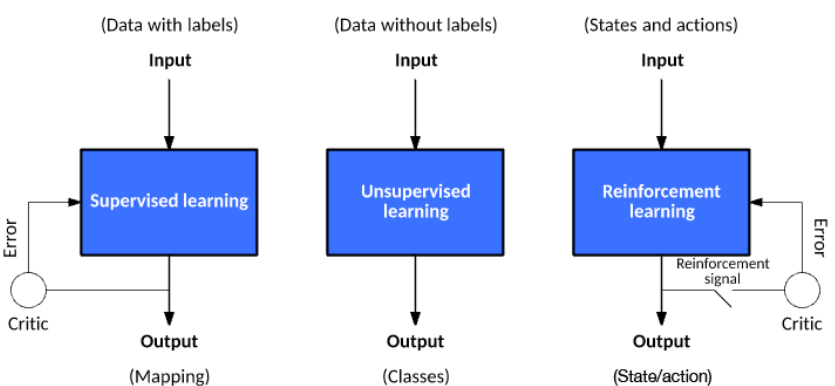 (Data with labels)
Input
Supervised learning
Error
Critic
Output
(Mapping)
(Data without labels)
Input
Unsupervised
learning
Output
(Classes)
(States and actions)
Input
Reinforcement
learning
Reinforcement
signal
Error
Critic
Output
(State/action)